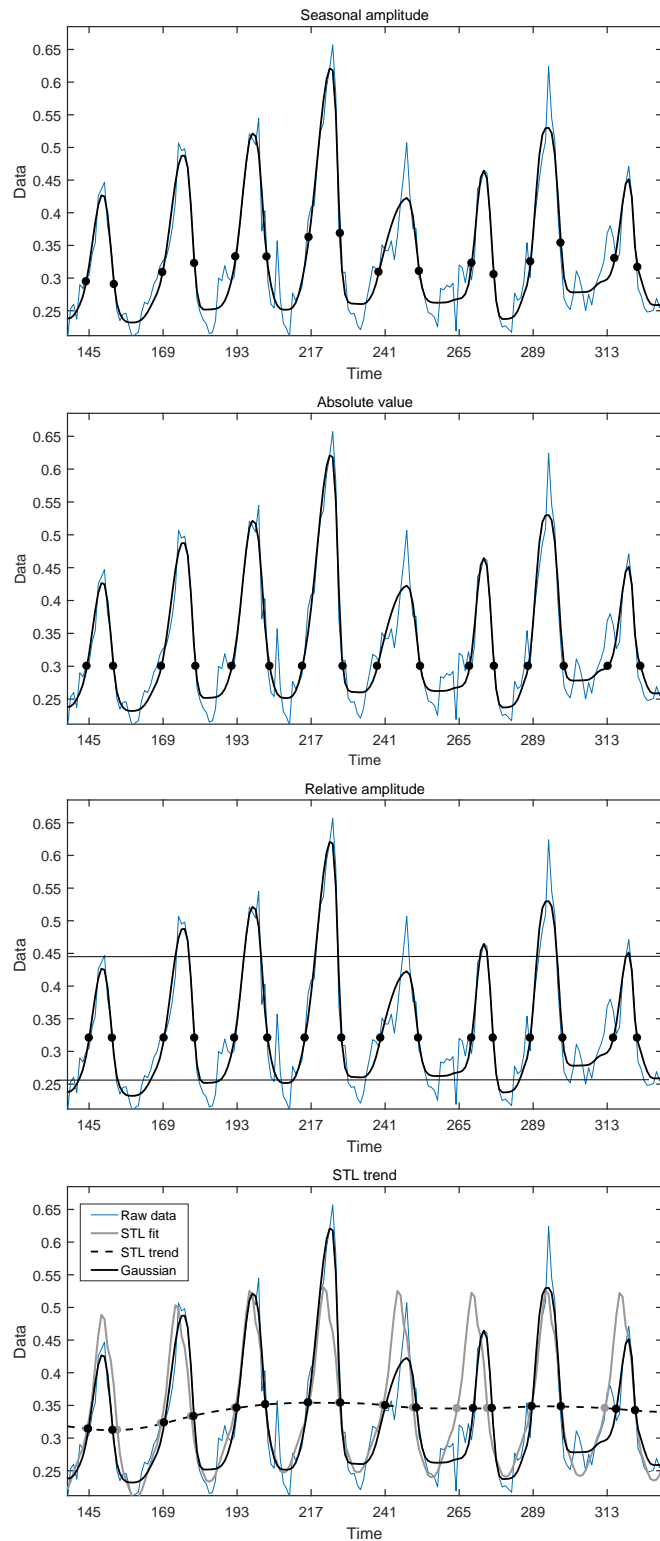 Seasonal amplitude
0.65
0.6
0.55
0.5
0.45
0.4
0.35
0.3
0.25
Data
145 169 193 217 241 265 289 313
Time
Absolute value
0.65
0.6
0.55
0.5
0.45
0.4
0.35
0.3
0.25
Data
145 169 193 217 241 265 289 313
Time
Relative amplitude
0.65
0.6
0.55
0.5
0.45
0.4
0.35
0.3
0.25
Data
145 169 193 217 241 265 289 313
Time
STL trend
Raw data
STL fit
STL trend
Gaussian
0.65
0.6
0.55
0.5
0.45
0.4
0.35
0.3
0.25
Data
145 169 193 217 241 265 289 313
Time